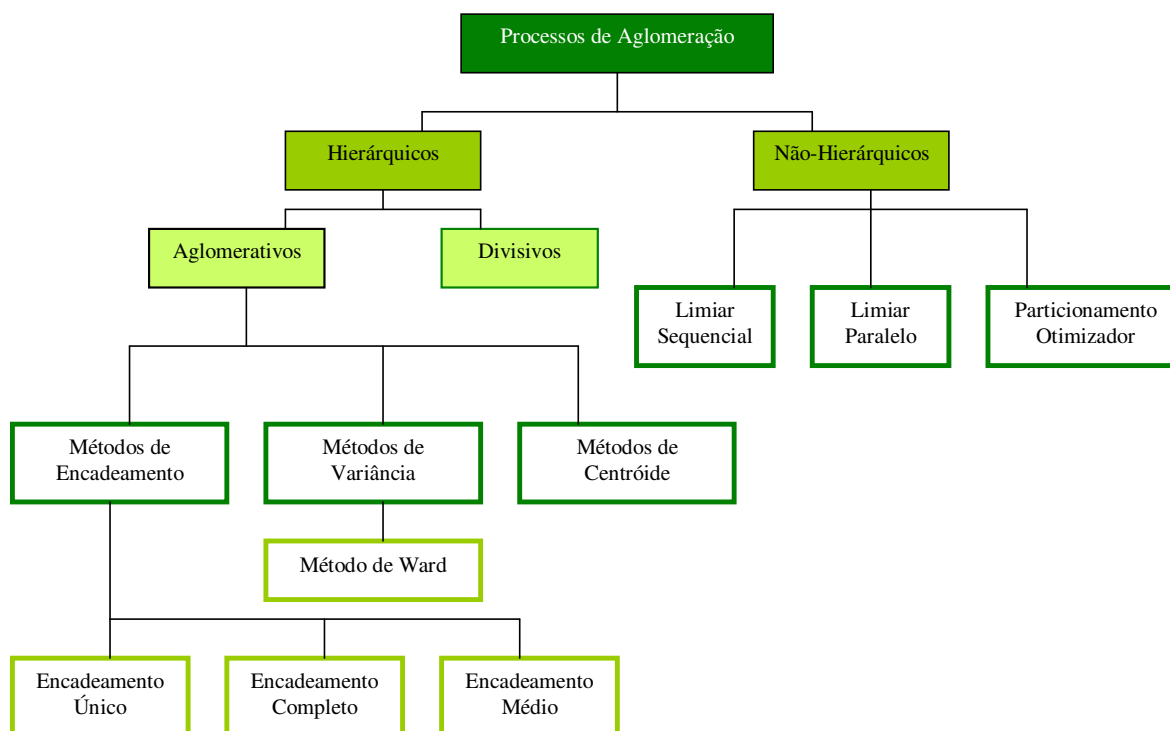 Processos de Aglomeração
Hierárquicos
Não-Hierárquicos
Aglomerativos
Divisivos
Limiar
Sequencial
Limiar
Paralelo
Particionamento
Otimizador
Métodos de
Encadeamento
Métodos de
Variância
Métodos de
Centróide
Método de Ward
Encadeamento
Único
Encadeamento
Completo
Encadeamento
Médio